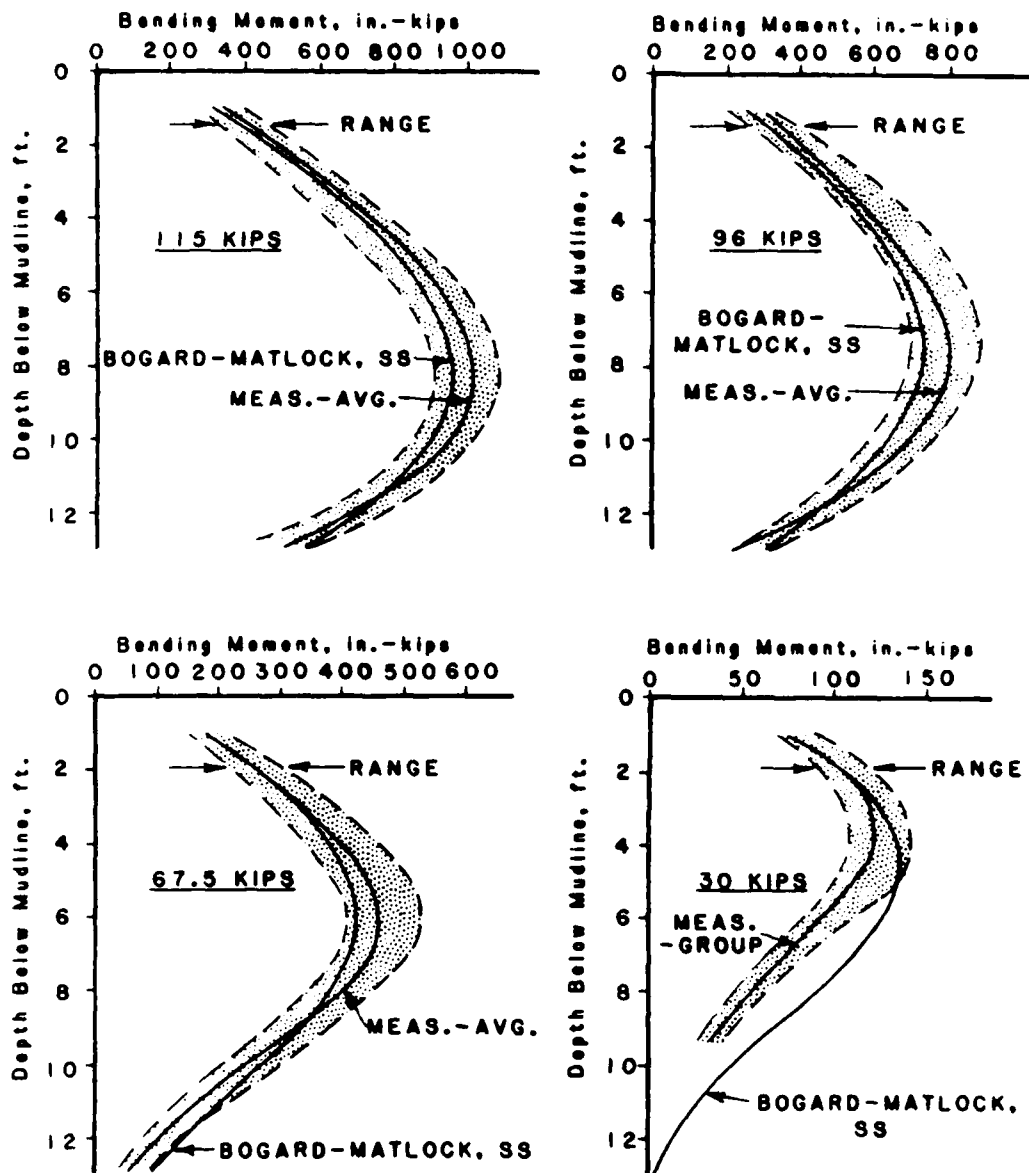 Bending Moment, in.-kips
0 200 400 600 800 1000
Depth Below Mudline, ft.
0
2
4
6
8
10
12
RANGE
115 KIPS
BOGARD-MATLOCK, SS
MEAS.-AVG.
Bending Moment, in.-kips
0 200 400 600 800
Depth Below Mudline, ft.
0
2
4
6
8
10
12
RANGE
96 KIPS
BOGARD-
MATLOCK, SS
MEAS.-AVG.
Bending Moment, in.-kips
0 100 200 300 400 500 600
Depth Below Mudline, ft.
0
2
4
6
8
10
12
RANGE
67.5 KIPS
MEAS.-AVG.
BOGARD-MATLOCK, SS
Bending Moment, in.-kips
0 50 100 150
Depth Below Mudline, ft.
0
2
4
6
8
10
12
RANGE
30 KIPS
MEAS.
-GROUP
BOGARD-MATLOCK,
SS